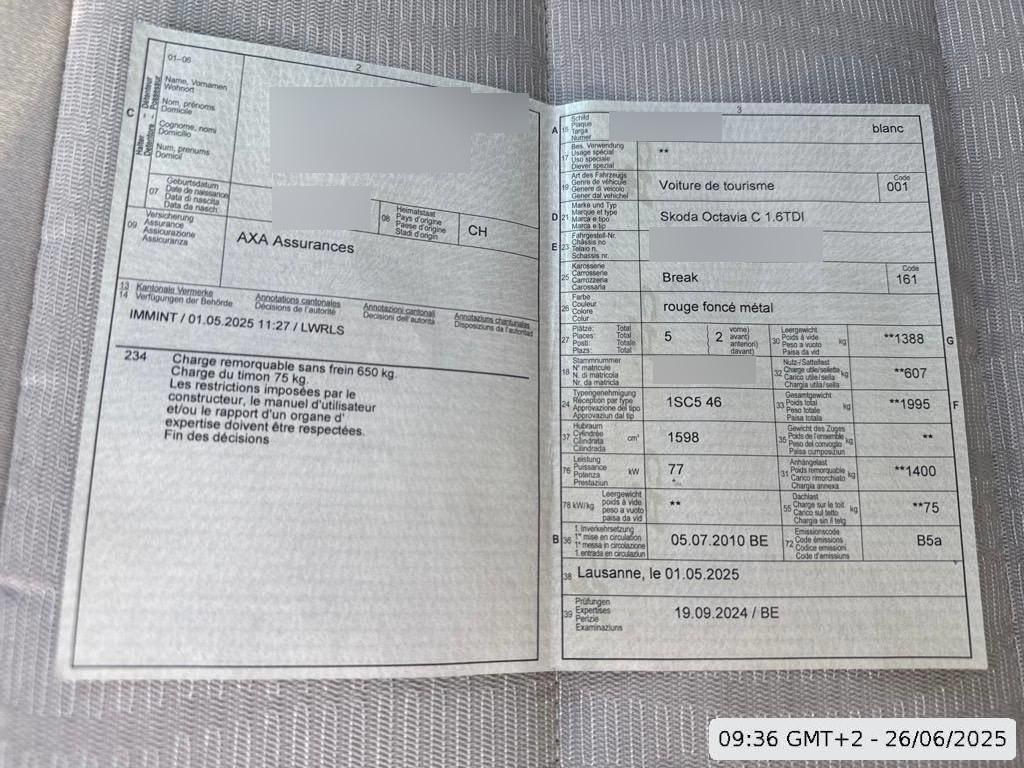 01-06
2
C
Halter - Détenteur
Detentore - Possessur
Name, Vornamen
Wohnort
Nom, prénoms
Domicile
Cognome, nomi
Domicilio
Num, prenums
Domicil
07
Geburtsdatum
Date de naissance
Data di nascita
Data da nasch.
08
Heimatstaat
Pays d'origine
Paese d'origine
Stadi d'origin
CH
09
Versicherung
Assurance
Assicurazione
Assicuranza
AXA Assurances
13
14
Kantonale Vermerke
Verfügungen der Behörde
Annotations cantonales
Décisions de l'autorité
Annotazioni cantonali
Decisioni dell'autorità
Annotaziuns chantunalas
Disposiziuns da l'autoritad
IMMINT / 01.05.2025 11:27 / LWRLS
234
Charge remorquable sans frein 650 kg.
Charge du timon 75 kg.
Les restrictions imposées par le
constructeur, le manuel d'utilisateur
et/ou le rapport d'un organe d'
expertise doivent être respectées.
Fin des décisions
3
A
15
Schild
Plaque
Targa
Numer
blanc
17
Bes. Verwendung
Usage spécial
Uso speciale
Diever spezial
**
19
Art des Fahrzeugs
Genre de véhicule
Genere di veicolo
Gener dal vehichel
Voiture de tourisme
Code
001
D
21
Marke und Typ
Marque et type
Marca e tipo
Marca e tip
Skoda Octavia C 1.6TDI
E
23
Fahrgestell-Nr.
Châssis no
Telaio n.
Schassis nr.
25
Karosserie
Carrosserie
Carrozzeria
Carossaria
Break
Code
161
26
Farbe
Couleur
Colore
Colur
rouge foncé métal
27
Plätze: Total
Places: Total
Posti: Totale
Plazs: Total
5
( 2
vorne)
avant)
anteriori)
davant)
30
Leergewicht
Poids à vide
Peso a vuoto
Paisa da vid
kg
**1388
G
18
Stammnummer
N° matricule
N. di matricola
Nr. da matricla
32
Nutz-/Sattellast
Charge utile/sellette
Carico utile/sella
Chargia utila/sella
kg
**607
24
Typengenehmigung
Réception par type
Approvazione del tipo
Approvaziun dal tip
1SC5 46
33
Gesamtgewicht
Poids total
Peso totale
Paisa totala
kg
**1995
F
37
Hubraum
Cylindrée
Cilindrata
Cilindrada
cm³
1598
35
Gewicht des Zuges
Poids de l'ensemble
Peso del convoglio
Paisa cumposiziun
kg
**
76
Leistung
Puissance
Potenza
Prestaziun
kW
77
31
Anhängelast
Poids remorquable
Carico rimorchiato
Chargia annexa
kg
**1400
78 kW/kg
Leergewicht
poids à vide
peso a vuoto
paisa da vid
**
55
Dachlast
Charge sur le toit
Carico sul tetto
Chargia sin il tetg
kg
**75
B
36
1. Inverkehrsetzung
1re mise en circulation
1a messa in circolazione
1. entrada en circulaziun
05.07.2010 BE
72
Emissionscode
Code émissions
Codice emissioni
Code d'emissiuns
B5a
38
Lausanne, le 01.05.2025
39
Prüfungen
Expertises
Perizie
Examinaziuns
19.09.2024 / BE
09:36 GMT+2 - 26/06/2025